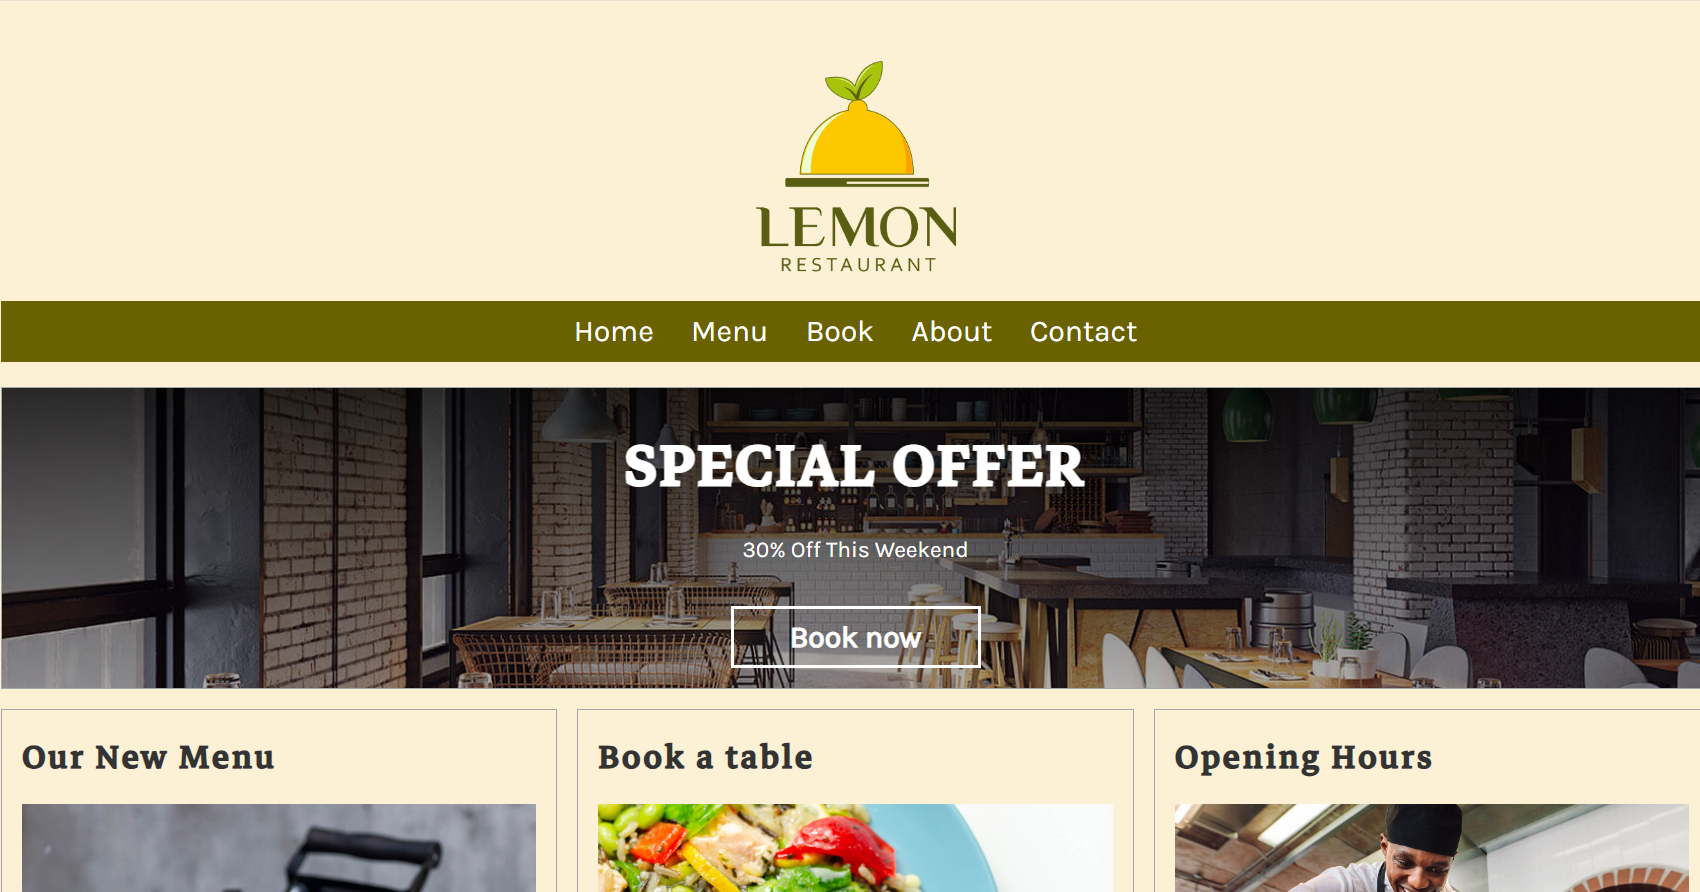 LEMON
RESTAURANT
Home Menu Book About Contact
SPECIAL OFFER
30% Off This Weekend
Book now
Our New Menu
Book a table
Opening Hours